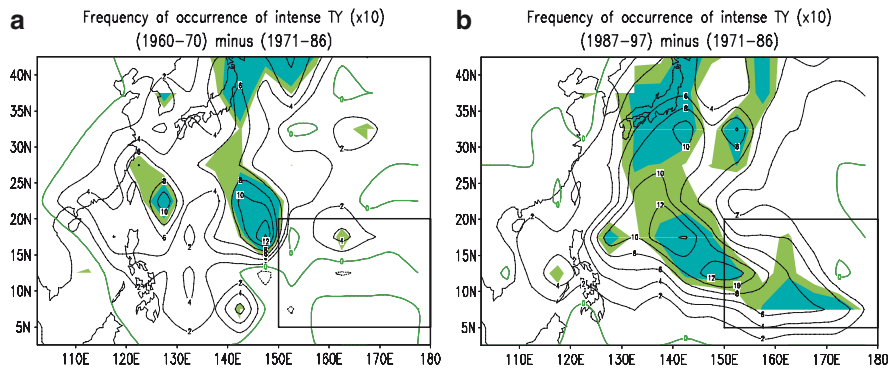 a
Frequency of occurrence of intense TY (x10)
(1960-70) minus (1971-86)
40N
35N
30N
25N
20N
15N
10N
5N
110E 120E 130E 140E 150E 160E 170E 180
b
Frequency of occurrence of intense TY (x10)
(1987-97) minus (1971-86)
40N
35N
30N
25N
20N
15N
10N
5N
110E 120E 130E 140E 150E 160E 170E 180